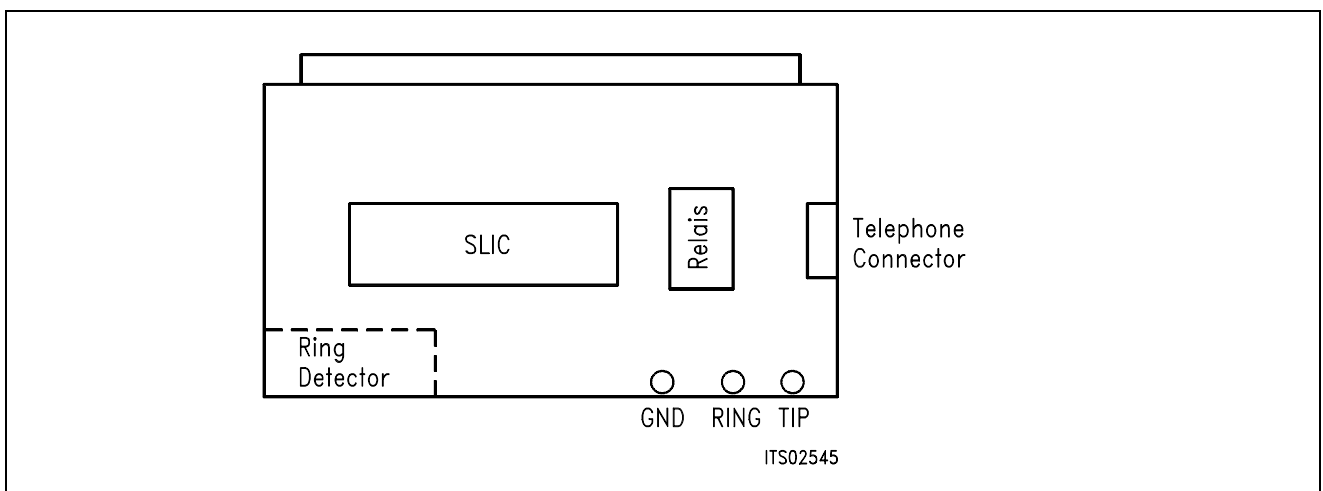 SLIC
Relais
Telephone
Connector
Ring
Detector
GND RING TIP
ITS02545